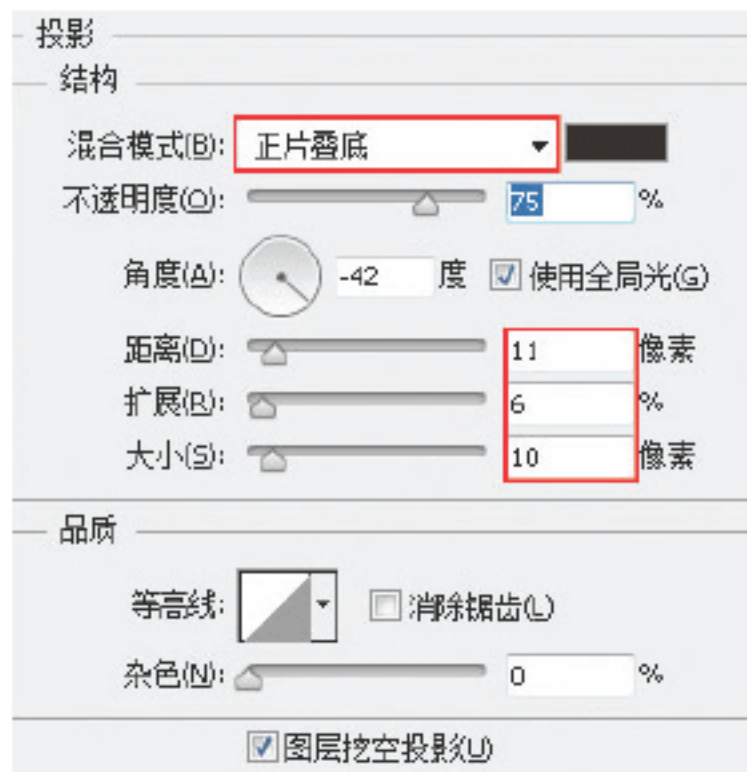 投影
结构
混合模式(B): 正片叠底
不透明度(O): 75 %
角度(A): -42 度 使用全局光(G)
距离(D): 11 像素
扩展(R): 6 %
大小(S): 10 像素
品质
等高线: 消除锯齿(L)
杂色(N): 0 %
图层挖空投影(U)